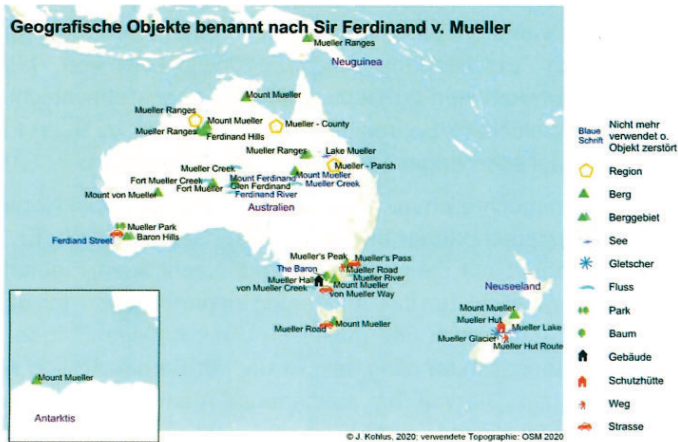 Geografische Objekte benannt nach Sir Ferdinand v. Mueller
Mueller Ranges
Neuguinea
Mount Mueller
Mueller Ranges
Mount Mueller
Mueller Ranges
Ferdinand Hills
Mueller - County
Mueller Ranges
Lake Mueller
Mueller - Parish
Mueller Creek
Mount Ferdinand
Mount Mueller
Fort Mueller Creek
Glen Ferdinand
Mueller Creek
Fort Mueller
Ferdinand River
Mount von Mueller
Australien
Mueller Park
Ferdiand Street
Baron Hills
Mueller's Peak
Mueller's Pass
The Baron
Mueller Road
Mueller Hall
Mueller River
von Mueller Creek
Mount Mueller
von Mueller Way
Mueller Road
Mount Mueller
Neuseeland
Mount Mueller
Mueller Hut
Mueller Lake
Mueller Glacier
Mueller Hut Route
Mount Mueller
Antarktis
© J. Kohlus, 2020; verwendete Topographie: OSM 2020
Blaue
Schrift
Nicht mehr
verwendet o.
Objekt zerstört
Region
Berg
Berggebiet
See
Gletscher
Fluss
Park
Baum
Gebäude
Schutzhütte
Weg
Strasse